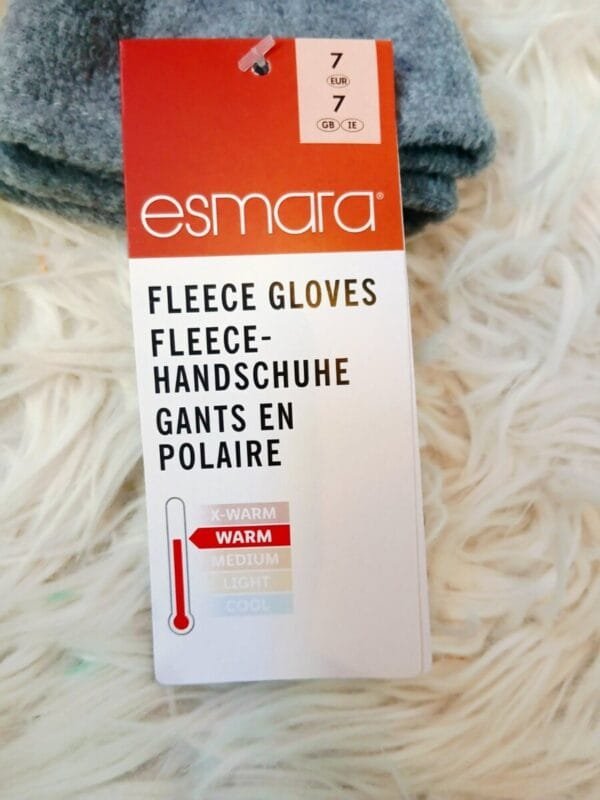 7
EUR
7
GB IE
esmara®
FLEECE GLOVES
FLEECE-
HANDSCHUHE
GANTS EN
POLAIRE
X-WARM
WARM
MEDIUM
LIGHT
COOL